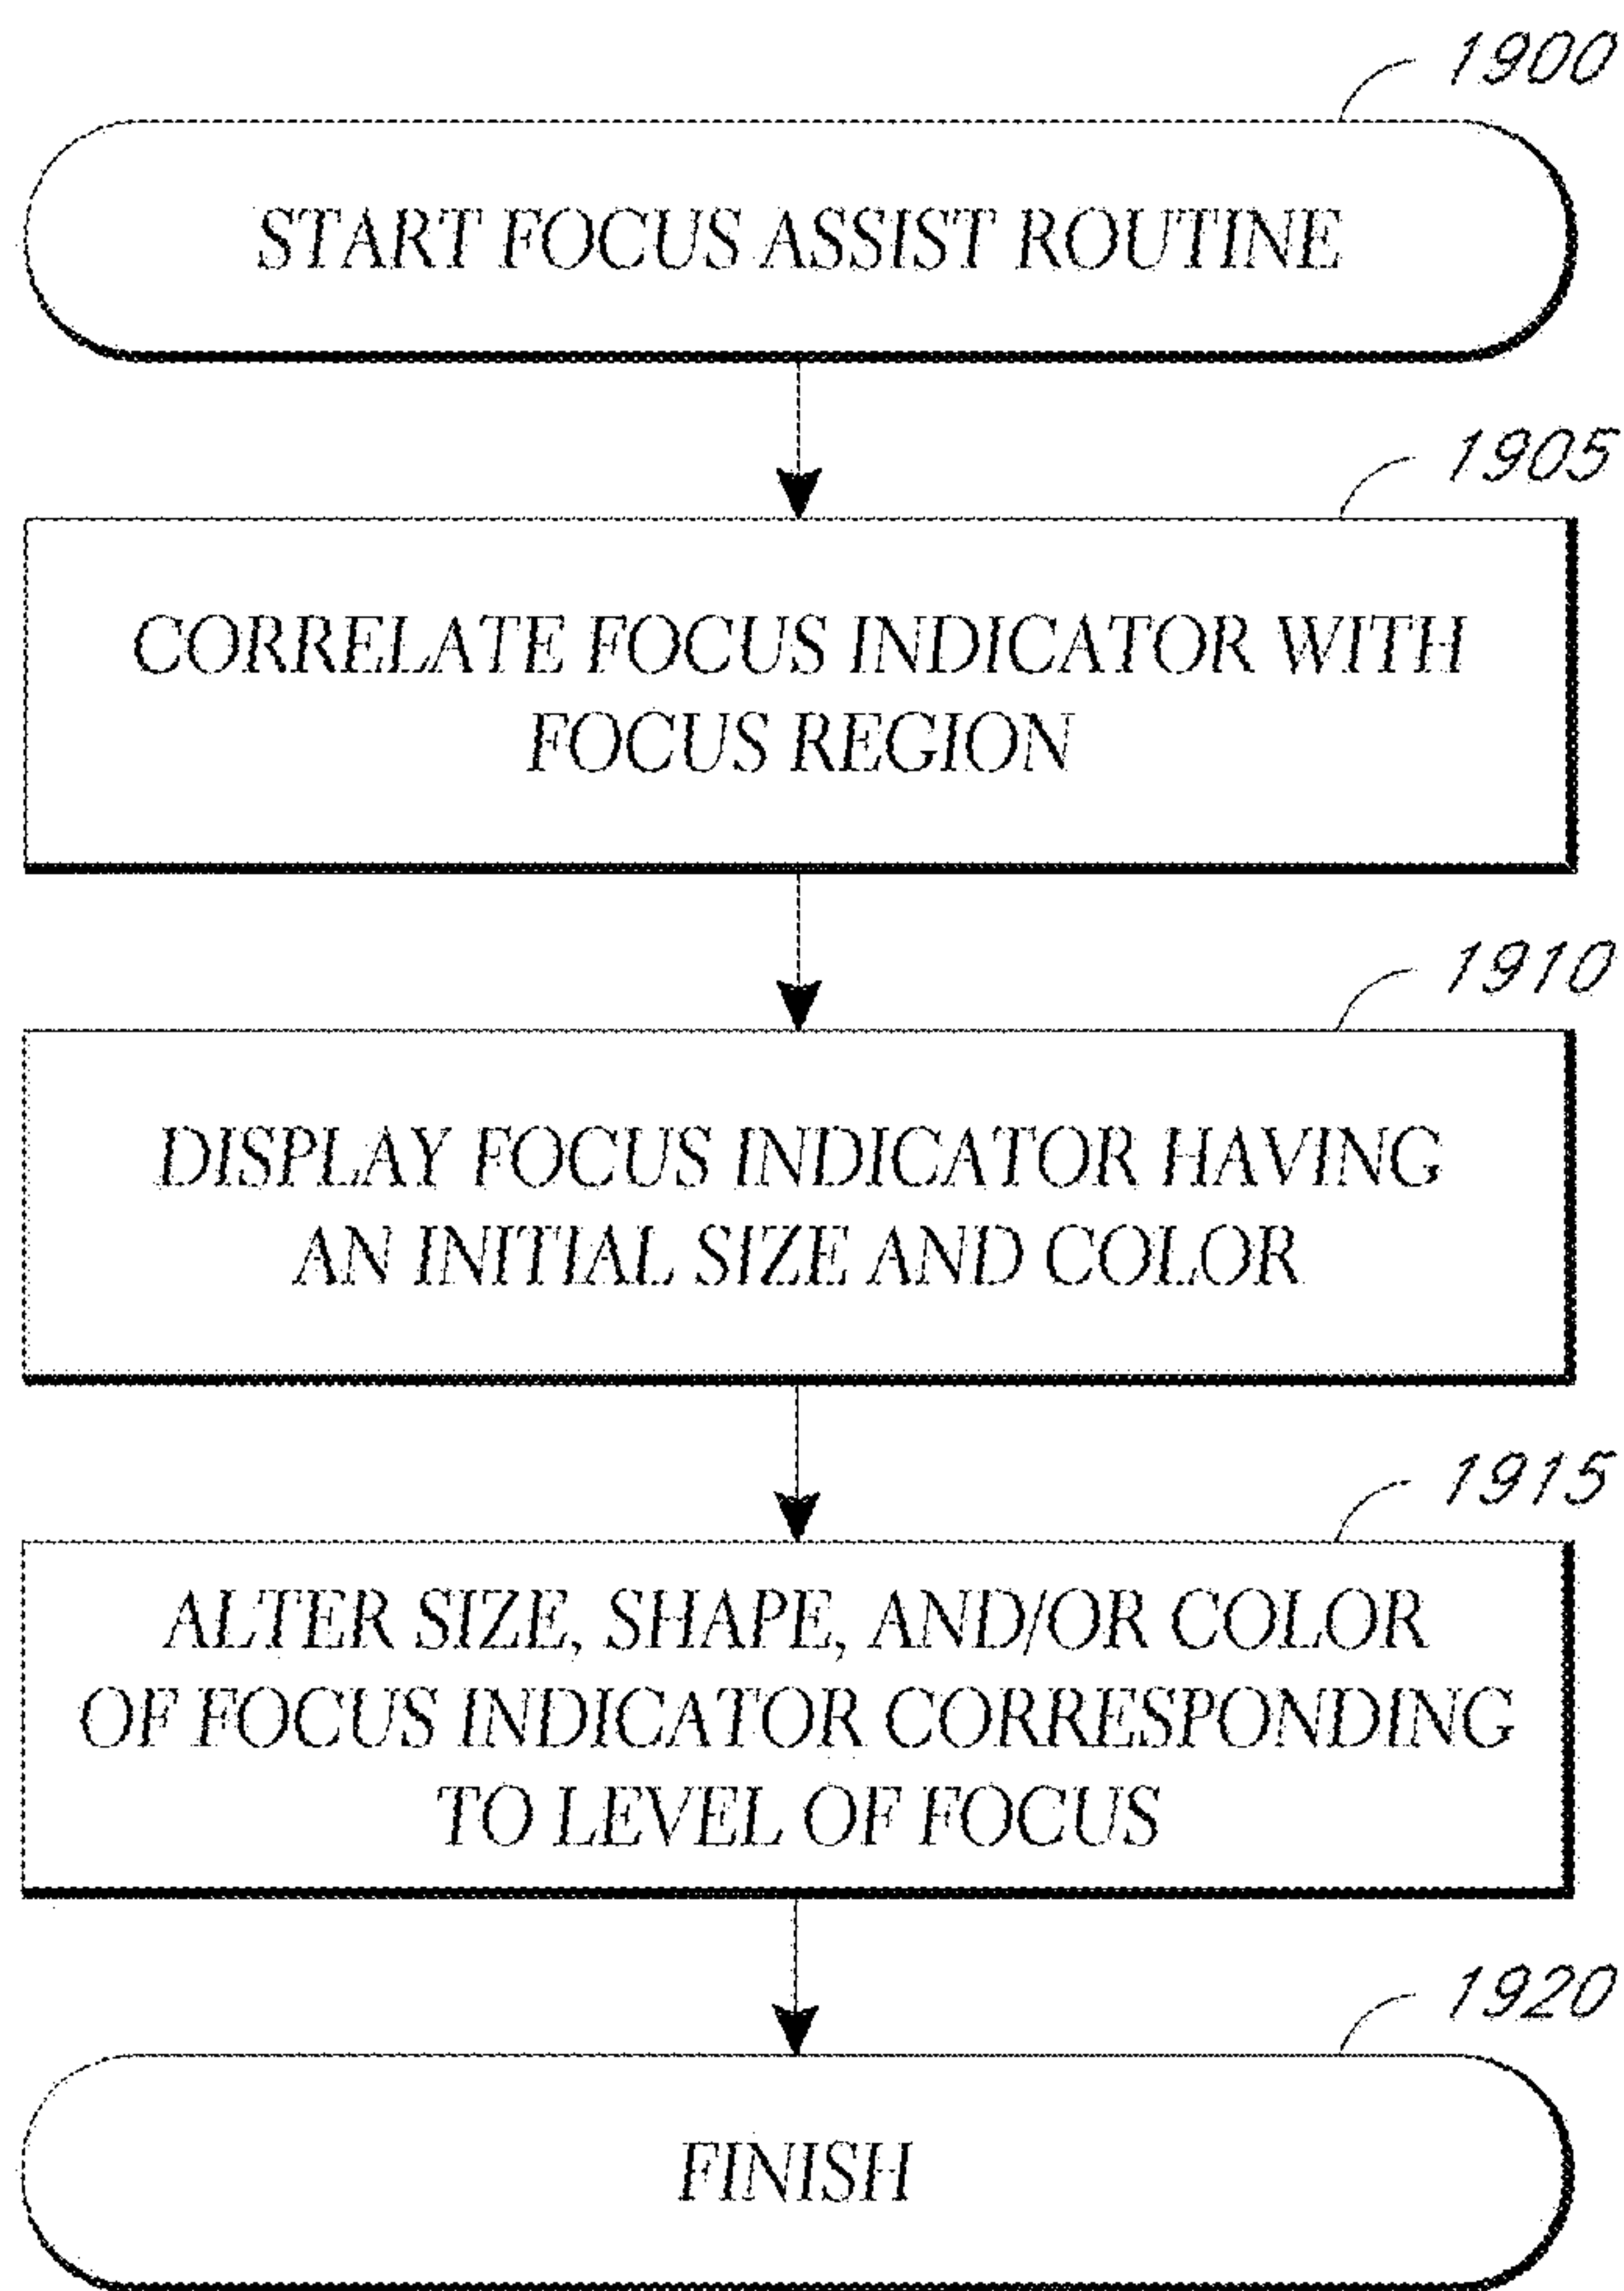 1900
START FOCUS ASSIST ROUTINE
1905
CORRELATE FOCUS INDICATOR WITH
FOCUS REGION
1910
DISPLAY FOCUS INDICATOR HAVING
AN INITIAL SIZE AND COLOR
1915
ALTER SIZE, SHAPE, AND/OR COLOR
OF FOCUS INDICATOR CORRESPONDING
TO LEVEL OF FOCUS
1920
FINISH